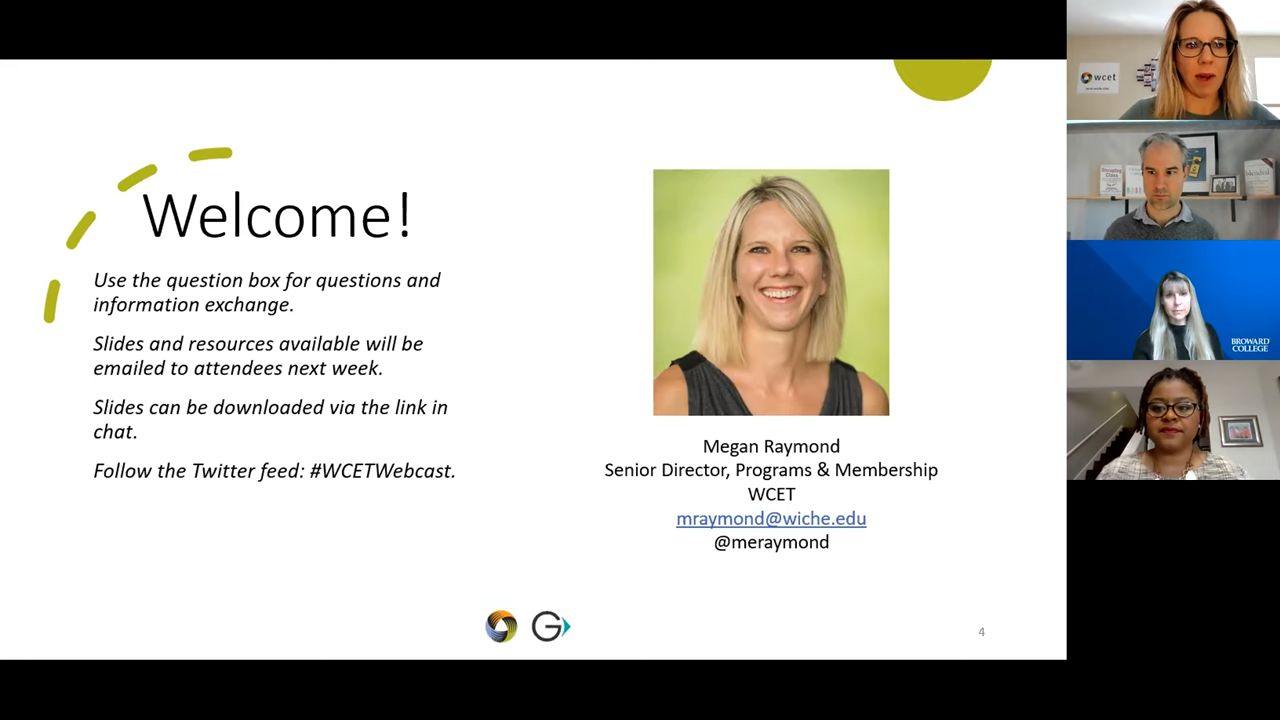 Welcome!
Use the question box for questions and
information exchange.
Slides and resources available will be
emailed to attendees next week.
Slides can be downloaded via the link in
chat.
Follow the Twitter feed: #WCETWebcast.
Megan Raymond
Senior Director, Programs & Membership
WCET
mraymond@wiche.edu
@meraymond
G
4
wcet
BROWARD
COLLEGE